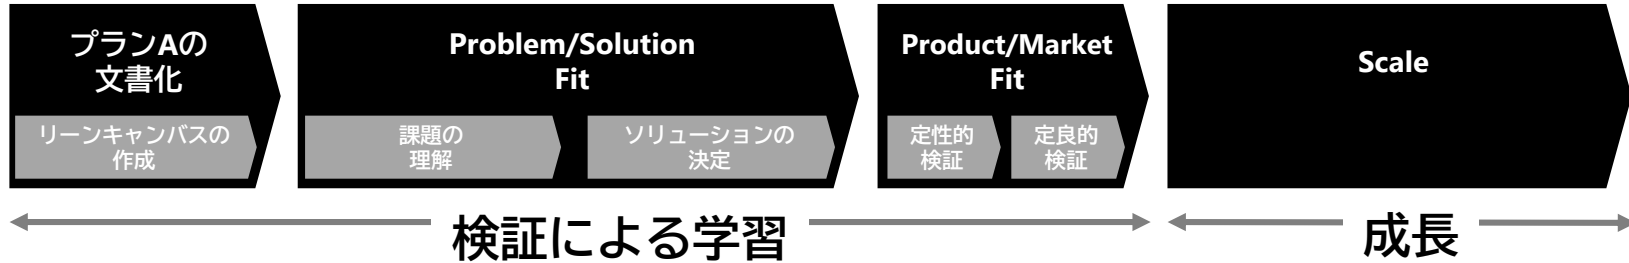 プランAの
文書化
リーンキャンバスの
作成
Problem/Solution
Fit
課題の
理解
ソリューションの
決定
Product/Market
Fit
定性的
検証
定良的
検証
Scale
検証による学習
成長